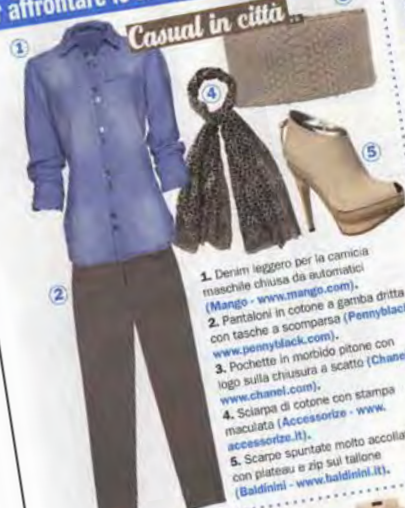 affrontare
Casual in città
1
4
5
2
1. Denim leggero per la camicia
maschile chiusa da automatici
(Mango - www.mango.com).
2. Pantaloni in cotone a gamba dritta
con tasche a scomparsa (Pennyblack
www.pennyblack.com).
3. Pochette in morbido pitone con
logo sulla chiusura a scatto (Chane
www.chanel.com).
4. Sciarpa di cotone con stampa
maculata (Accessorize - www.
accessorize.it).
5. Scarpe spuntate molto accolla
con plateau e zip sul tallone
(Baldinini - www.baldinini.it).